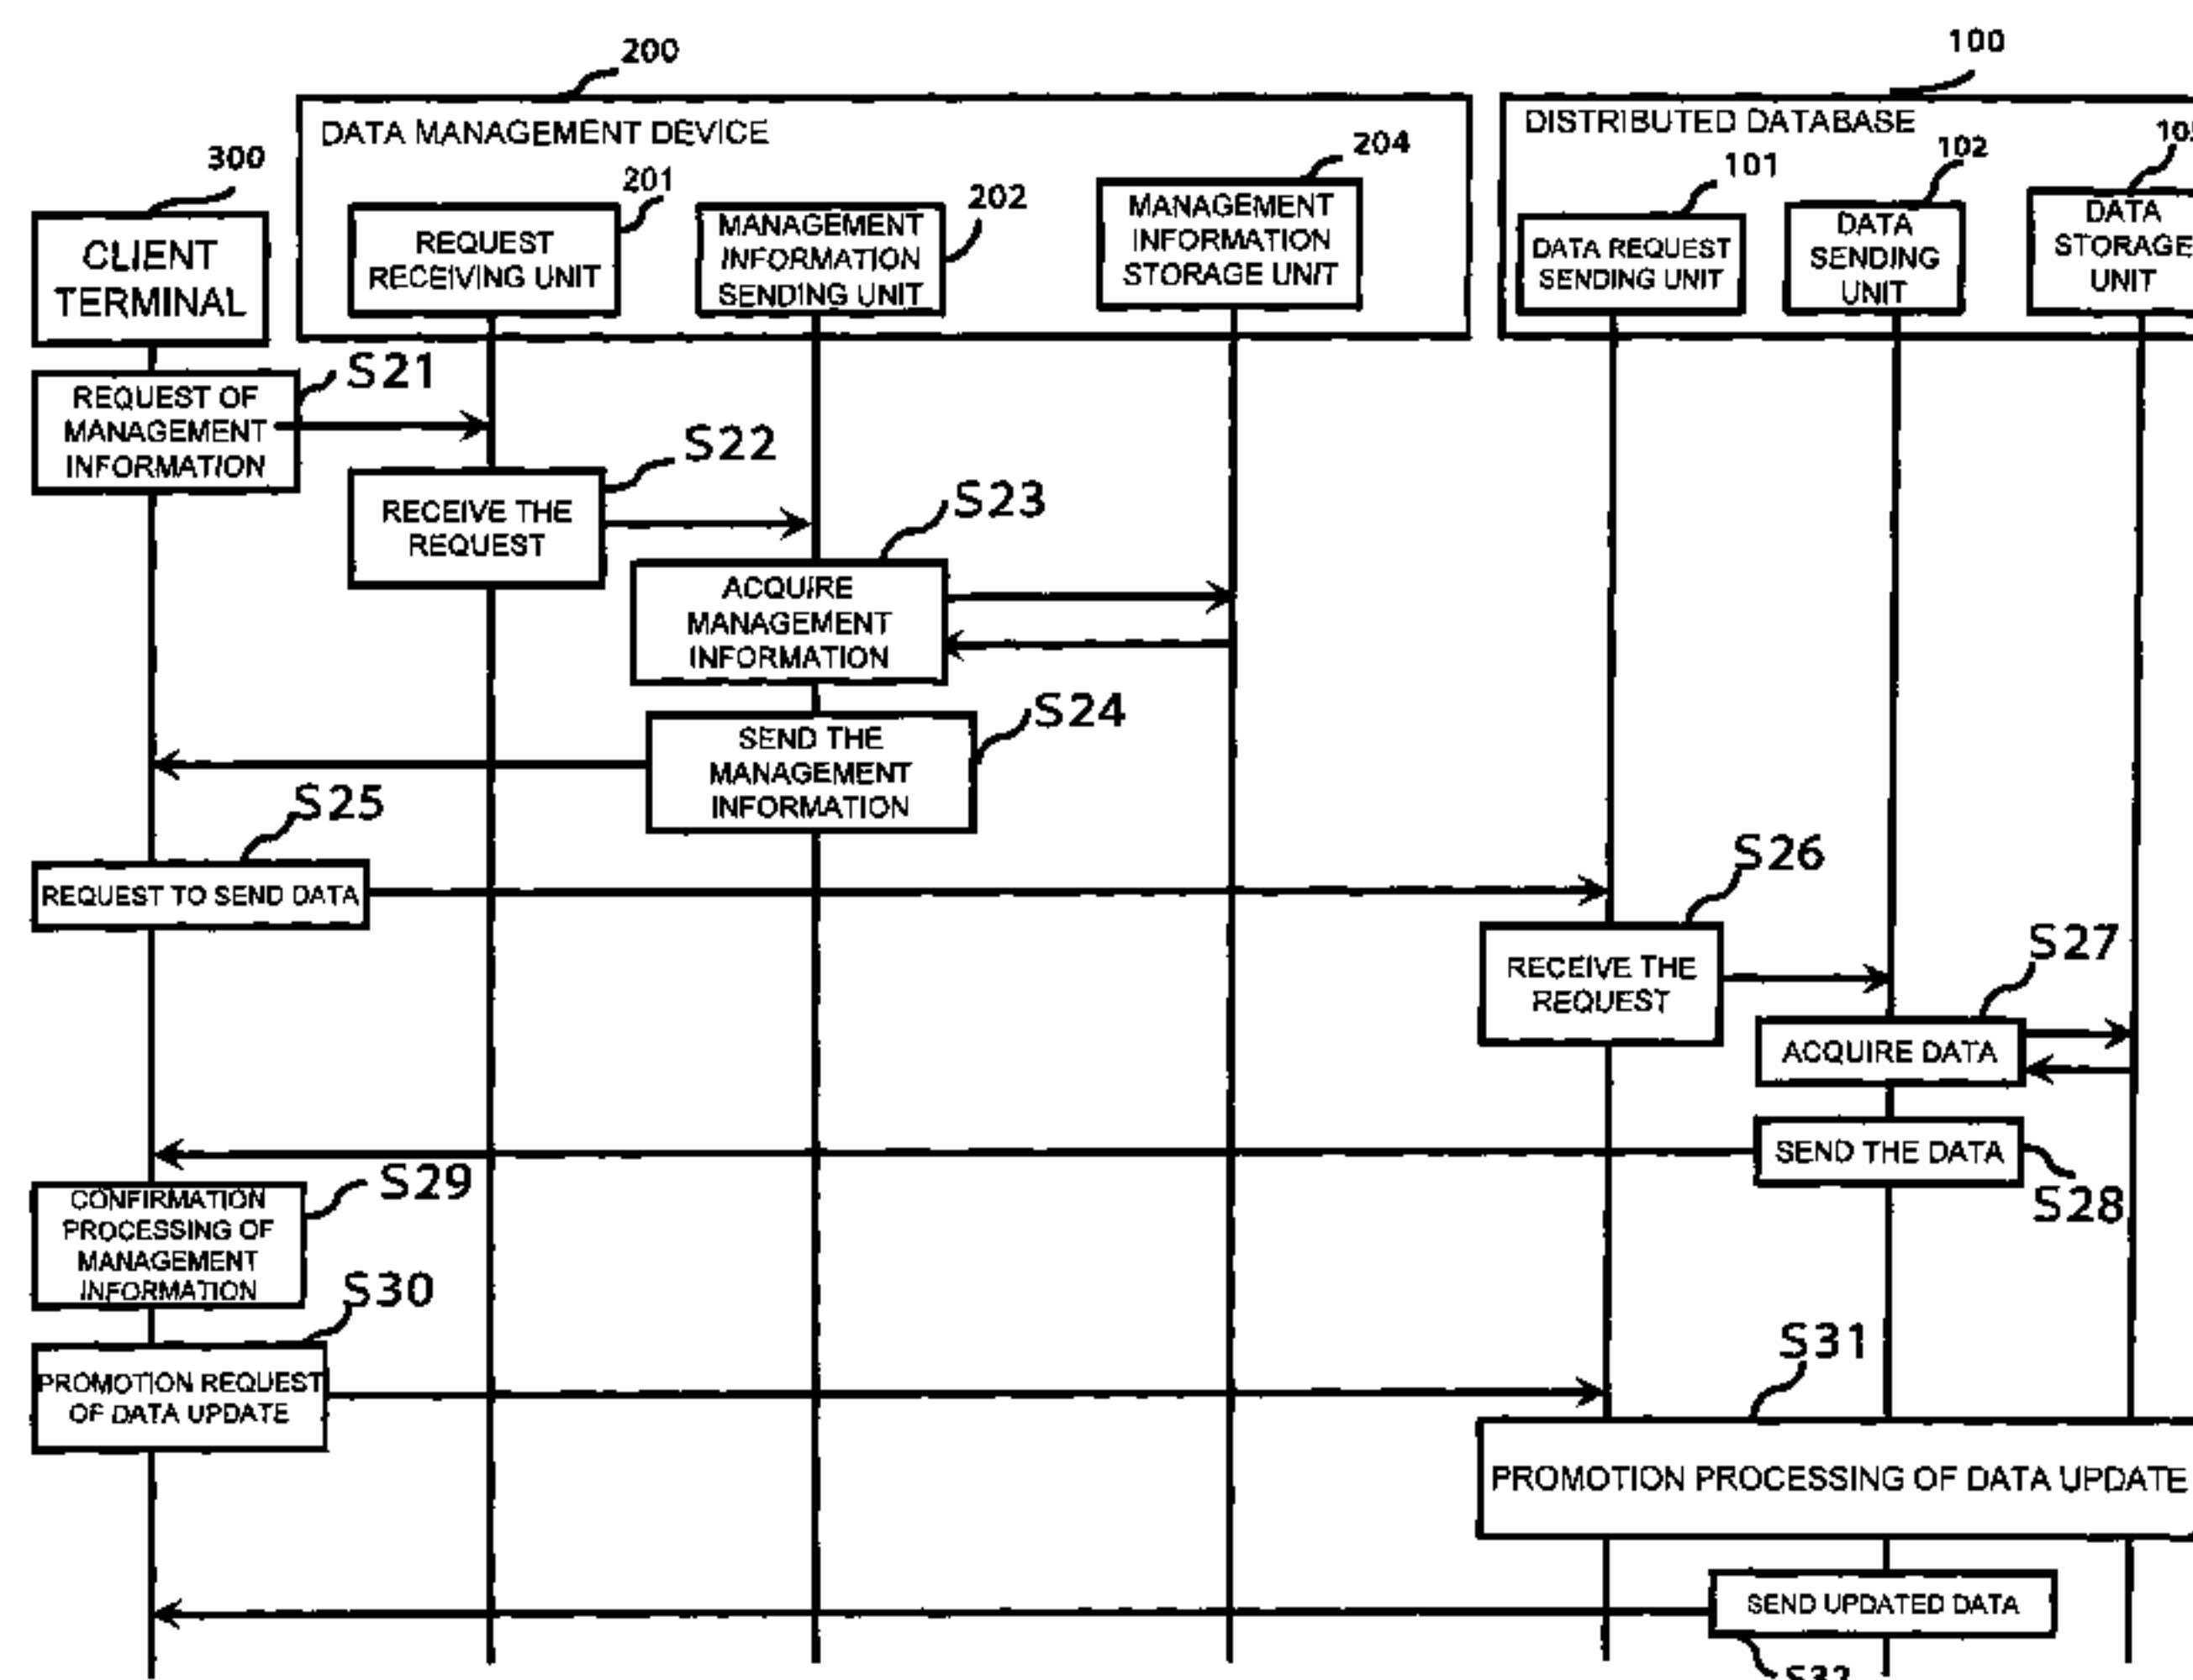 200
100
DATA MANAGEMENT DEVICE
DISTRIBUTED DATABASE
300
201
202
204
101
102
CLIENT
TERMINAL
REQUEST
RECEIVING UNIT
MANAGEMENT
INFORMATION
SENDING UNIT
MANAGEMENT
INFORMATION
STORAGE UNIT
DATA REQUEST
SENDING UNIT
DATA
SENDING
UNIT
DATA
STORAGE
UNIT
S21
REQUEST OF
MANAGEMENT
INFORMATION
S22
RECEIVE THE
REQUEST
S23
ACQUIRE
MANAGEMENT
INFORMATION
S24
SEND THE
MANAGEMENT
INFORMATION
S25
REQUEST TO SEND DATA
S26
RECEIVE THE
REQUEST
S27
ACQUIRE DATA
SEND THE DATA
S28
S29
CONFIRMATION
PROCESSING OF
MANAGEMENT
INFORMATION
S30
PROMOTION REQUEST
OF DATA UPDATE
S31
PROMOTION PROCESSING OF DATA UPDATE
SEND UPDATED DATA
S32